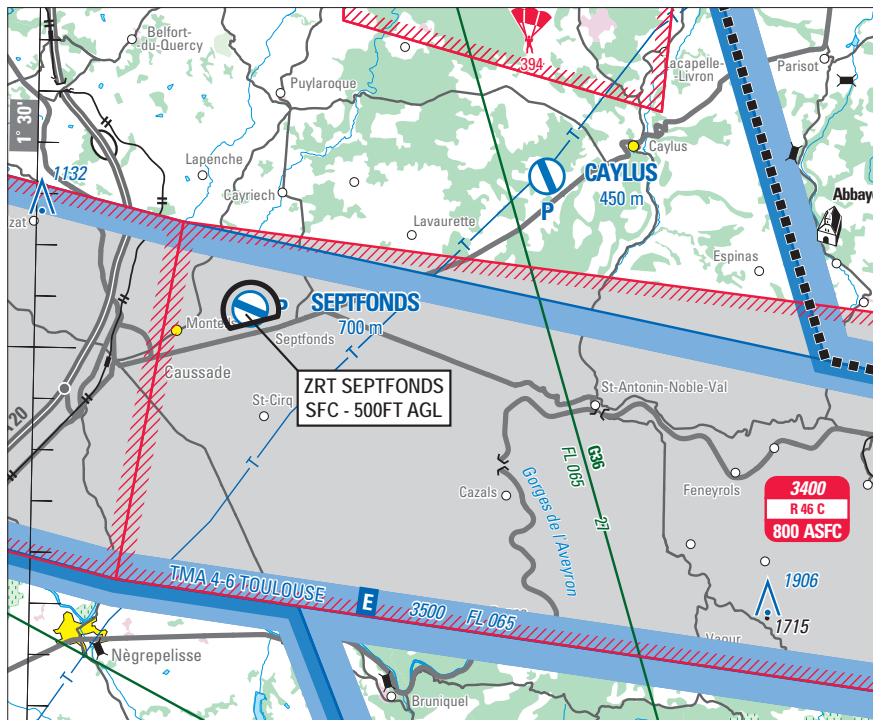 Belfort-
du-Quercy
394
Lacapelle-
Livron
Parisot
Puylaroque
1° 30'
Caylus
1132
Lapenche
Cayriech
CAYLUS
450 m
P
Abbaye
zat
Lavaurette
Espinas
P
SEPTFONDS
700 m
Septfonds
Caussade
ZRT SEPTFONDS
SFC - 500FT AGL
St-Cirq
St-Antonin-Noble-Val
T
T
T
T
T
20
G36
FL 065
27
Cazals
Gorges de l'Aveyron
Feneyrols
3400
R 46 C
800 ASFC
TMA 4-6 TOULOUSE
E
3500
FL 065
1906
1715
Vaour
Nègrepelisse
Bruniquel